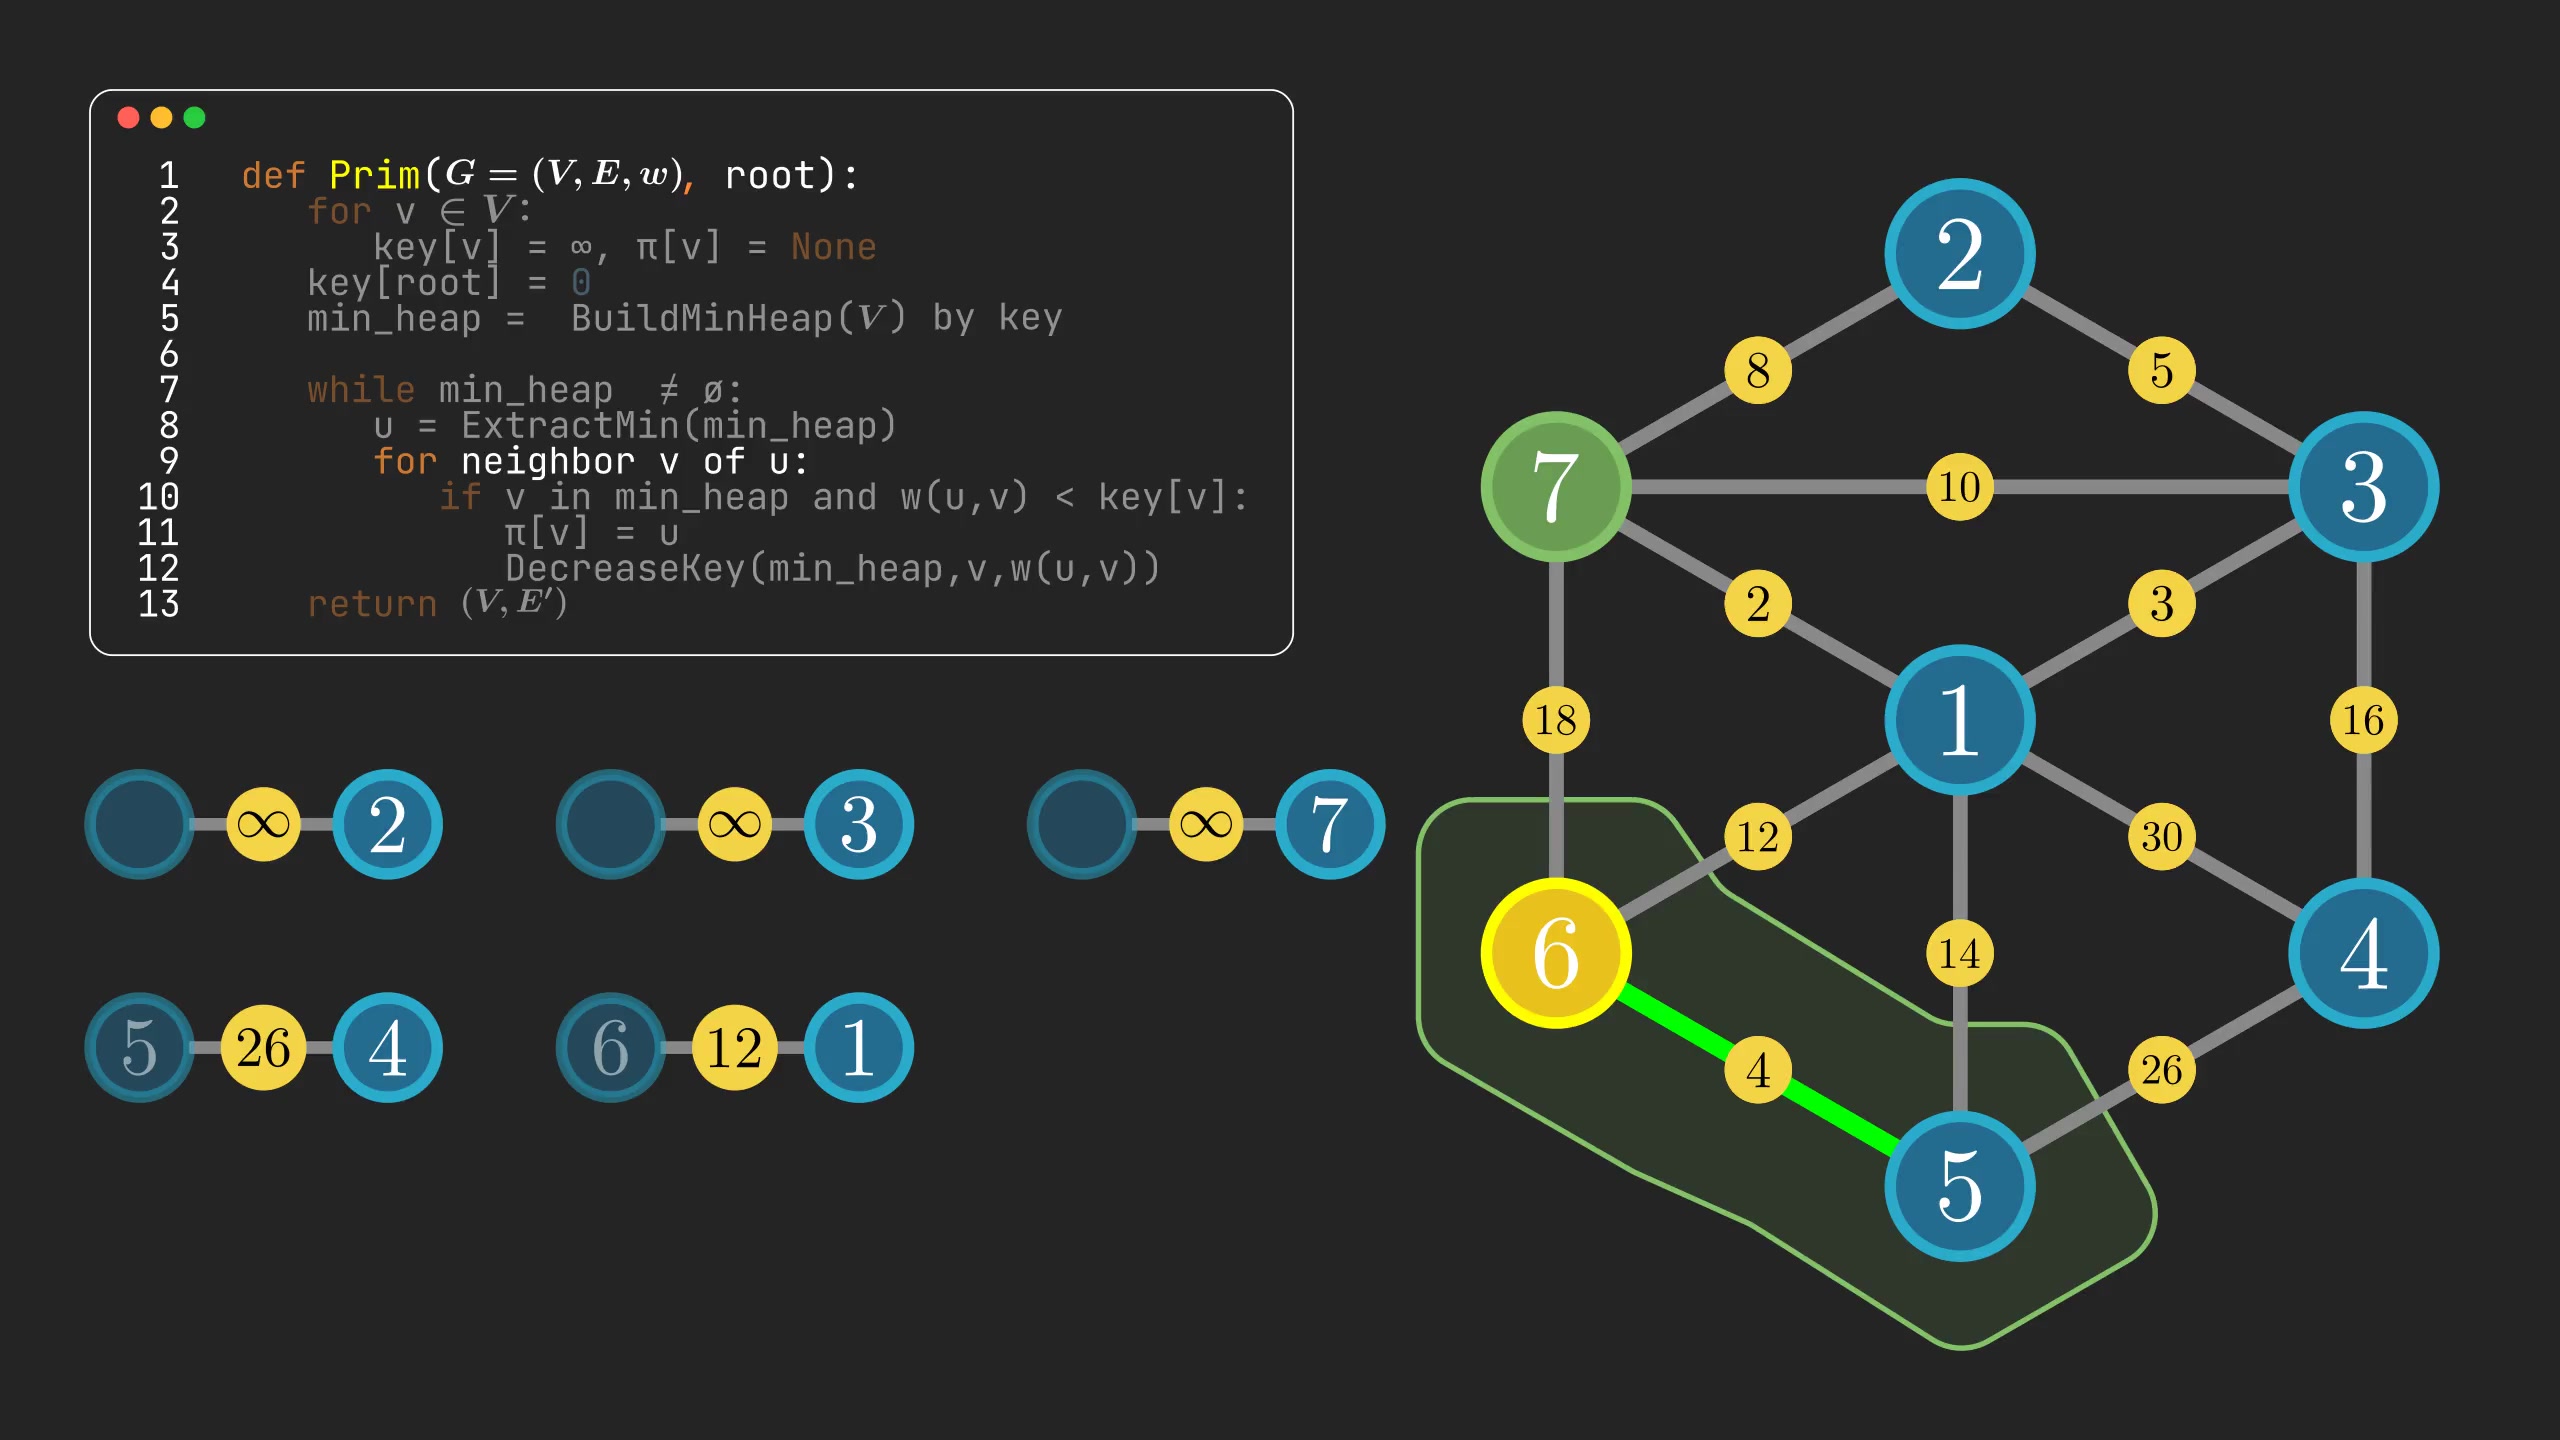 1 def Prim(G = (V, E, w), root):
2 for v ∈ V:
3 key[v] = ∞, π[v] = None
4 key[root] = 0
5 min_heap = BuildMinHeap(V) by key
6
7 while min_heap ≠ ø:
8 u = ExtractMin(min_heap)
9 for neighbor v of u:
10 if v in min_heap and w(u,v) < key[v]:
11 π[v] = u
12 DecreaseKey(min_heap,v,w(u,v))
13 return (V, E′)
∞ 2 ∞ 3 ∞ 7
5 26 4 6 12 1
2
8 5
7 10 3
2 3
18 1 16
12 30
6 14 4
4 26
5